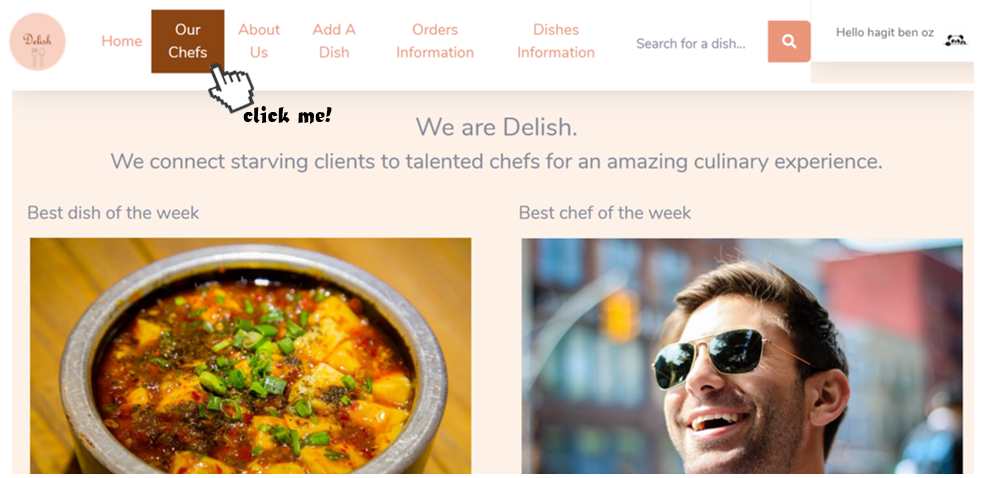 Delish
Home
Our
Chefs
About
Us
Add A
Dish
Orders
Information
Dishes
Information
Search for a dish...
Hello hagit ben oz
click me!
We are Delish.
We connect starving clients to talented chefs for an amazing culinary experience.
Best dish of the week
Best chef of the week